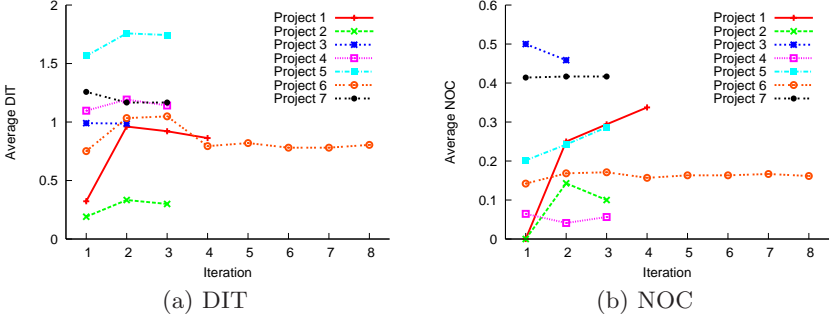 2
1.5
1
0.5
0
Average DIT
1 2 3 4 5 6 7 8
Iteration
Project 1
Project 2
Project 3
Project 4
Project 5
Project 6
Project 7
(a) DIT
0.6
0.5
0.4
0.3
0.2
0.1
0
Average NOC
1 2 3 4 5 6 7 8
Iteration
Project 1
Project 2
Project 3
Project 4
Project 5
Project 6
Project 7
(b) NOC